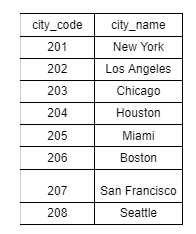 city_code city_name
201 New York
202 Los Angeles
203 Chicago
204 Houston
205 Miami
206 Boston
207 San Francisco
208 Seattle